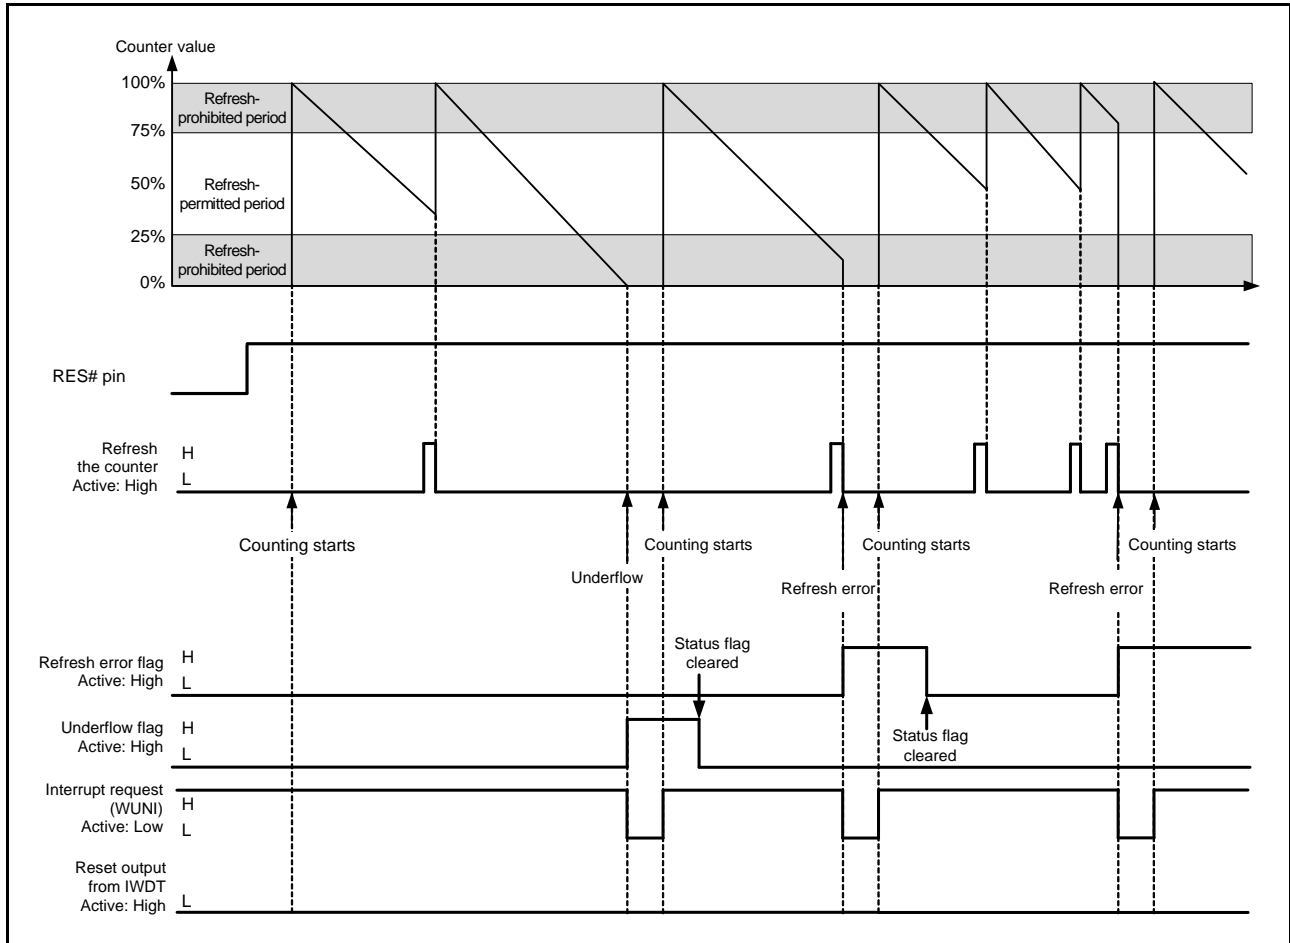 Counter value
100%
Refresh-
prohibited period
75%
50%
Refresh-
permitted period
25%
Refresh-
prohibited period
0%
RES# pin
Refresh
the counter
Active: High
H
L
Counting starts
Counting starts
Counting starts
Counting starts
Underflow
Refresh error
Refresh error
Status flag
cleared
Refresh error flag
Active: High
H
L
Underflow flag
Active: High
H
L
Status flag
cleared
Interrupt request
(WUNI)
Active: Low
H
L
Reset output
from IWDT
Active: High
L